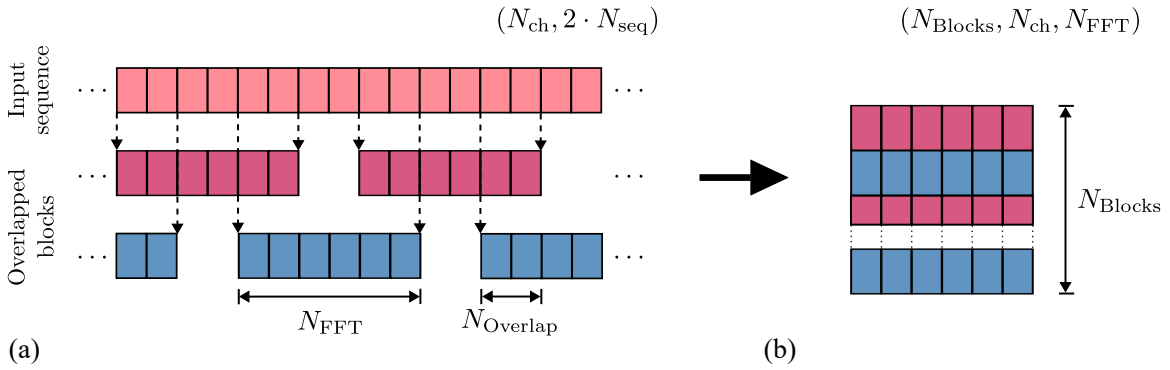 (N_ch, 2 · N_seq)
(N_Blocks, N_ch, N_FFT)
Input
sequence
· · ·
· · ·
Overlapped
blocks
· · ·
· · ·
· · ·
· · ·
N_FFT
N_Overlap
N_Blocks
(a)
(b)